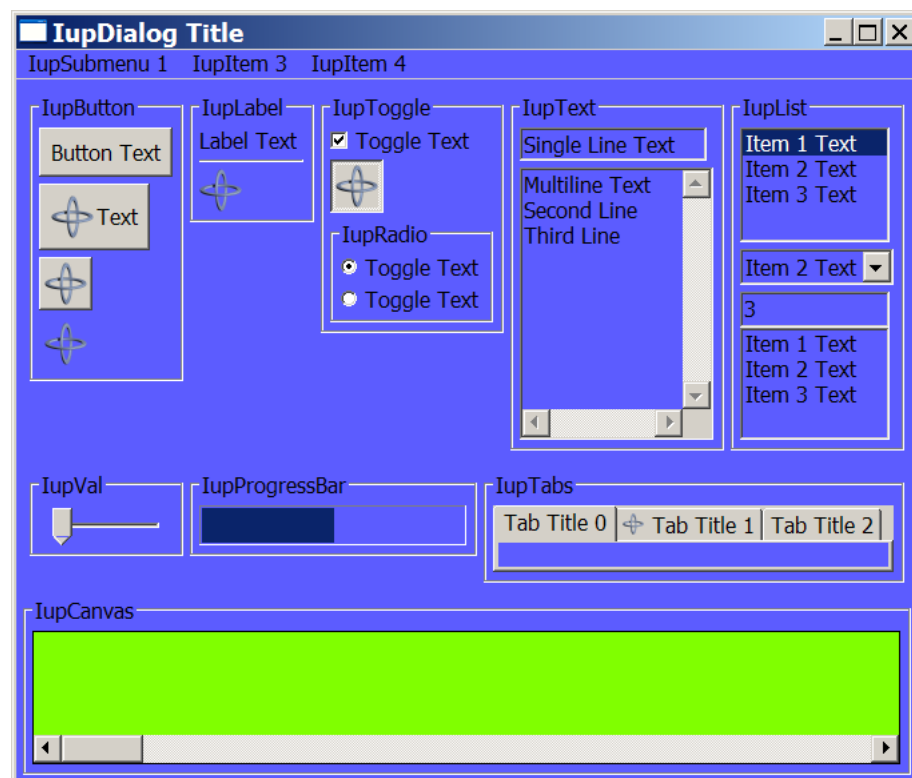 IupDialog Title
IupSubmenu 1 IupItem 3 IupItem 4
IupButton
Button Text
Text
IupLabel
Label Text
IupToggle
Toggle Text
IupRadio
Toggle Text
Toggle Text
IupText
Single Line Text
Multiline Text
Second Line
Third Line
IupList
Item 1 Text
Item 2 Text
Item 3 Text
Item 2 Text
3
Item 1 Text
Item 2 Text
Item 3 Text
IupVal
IupProgressBar
IupTabs
Tab Title 0 Tab Title 1 Tab Title 2
IupCanvas